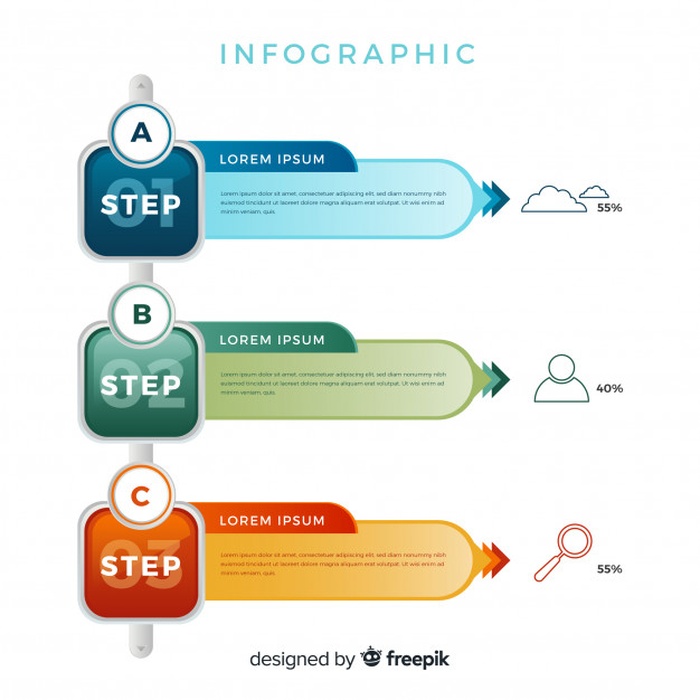 INFOGRAPHIC
A
LOREM IPSUM
01
STEP
Lorem ipsum dolor sit amet, consectetuer adipiscing elit, sed diam nonummy nibh
euismod tincidunt ut laoreet dolore magna aliquam erat volutpat. Ut wisi enim ad
minim veniam, quis.
55%
B
LOREM IPSUM
02
STEP
Lorem ipsum dolor sit amet, consectetuer adipiscing elit, sed diam nonummy nibh
euismod tincidunt ut laoreet dolore magna aliquam erat volutpat. Ut wisi enim ad
minim veniam, quis.
40%
C
LOREM IPSUM
03
STEP
Lorem ipsum dolor sit amet, consectetuer adipiscing elit, sed diam nonummy nibh
euismod tincidunt ut laoreet dolore magna aliquam erat volutpat. Ut wisi enim ad
minim veniam, quis.
55%
designed by freepik